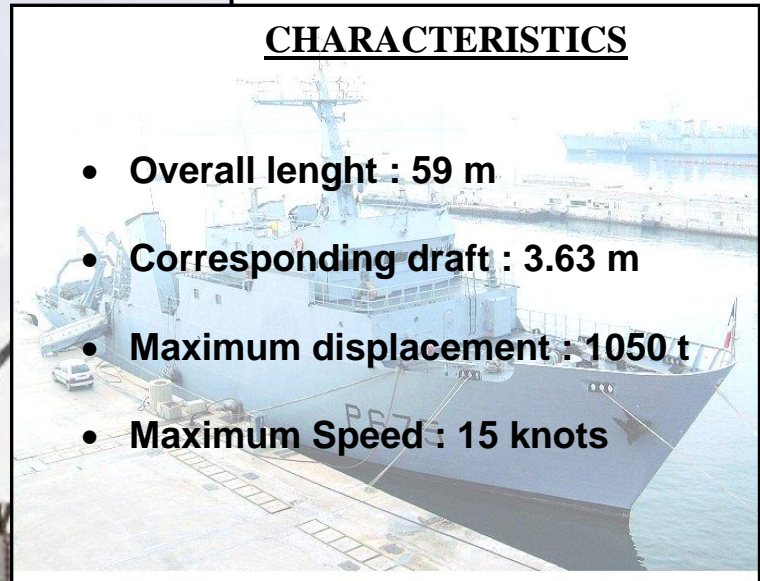 CHARACTERISTICS
• Overall lenght : 59 m
• Corresponding draft : 3.63 m
• Maximum displacement : 1050 t
• Maximum Speed : 15 knots